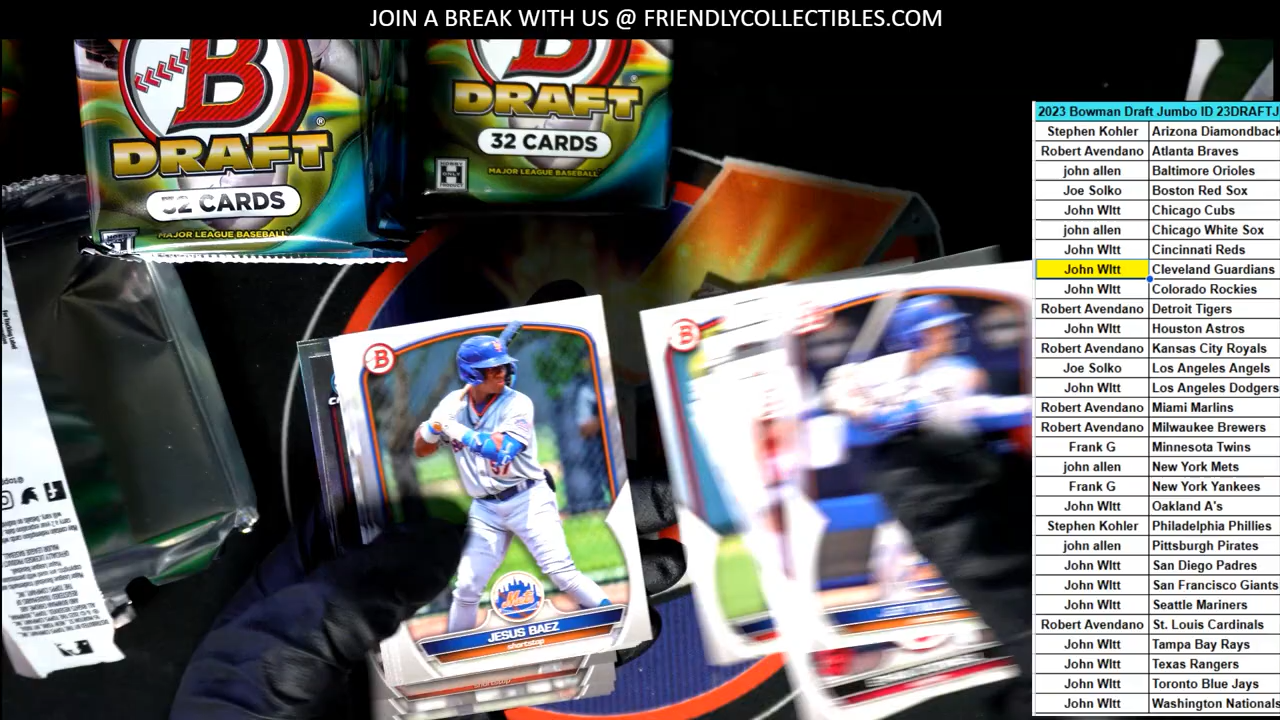 JOIN A BREAK WITH US @ FRIENDLYCOLLECTIBLES.COM
B
DRAFT
®
32 CARDS
MAJOR LEAGUE BASEBALL
B
DRAFT
®
32 CARDS
HOBBY
H
ONLY
PRODUCT
MAJOR LEAGUE BASEBALL
B
57
Mets
JESUS BAEZ
shortstop
shortstop
B
2023 Bowman Draft Jumbo ID 23DRAFTJ
Stephen Kohler Arizona Diamondback
Robert Avendano Atlanta Braves
john allen Baltimore Orioles
Joe Solko Boston Red Sox
John WItt Chicago Cubs
john allen Chicago White Sox
John WItt Cincinnati Reds
John WItt Cleveland Guardians
John WItt Colorado Rockies
Robert Avendano Detroit Tigers
John WItt Houston Astros
Robert Avendano Kansas City Royals
Joe Solko Los Angeles Angels
John WItt Los Angeles Dodgers
Robert Avendano Miami Marlins
Robert Avendano Milwaukee Brewers
Frank G Minnesota Twins
john allen New York Mets
Frank G New York Yankees
John WItt Oakland A's
Stephen Kohler Philadelphia Phillies
john allen Pittsburgh Pirates
John WItt San Diego Padres
John WItt San Francisco Giants
John WItt Seattle Mariners
Robert Avendano St. Louis Cardinals
John WItt Tampa Bay Rays
John WItt Texas Rangers
John WItt Toronto Blue Jays
John WItt Washington Nationals